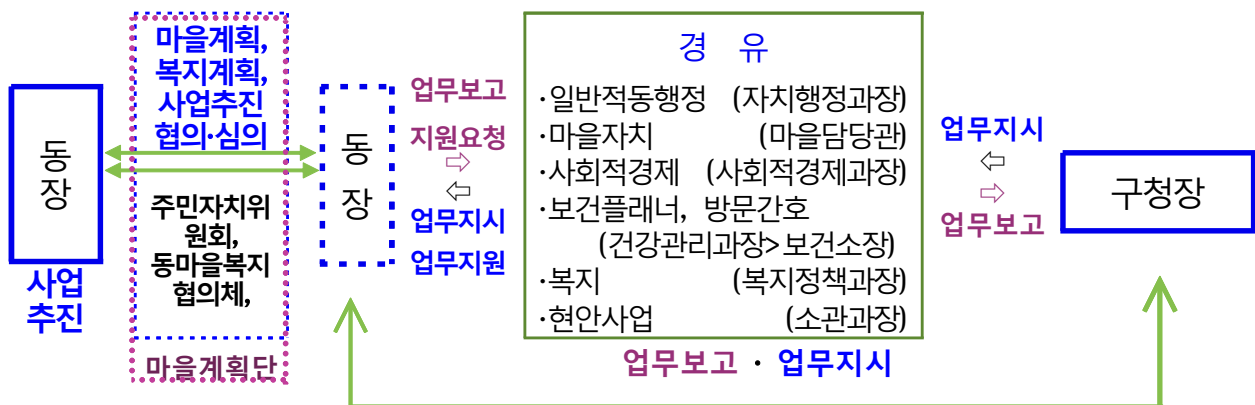 동
장
사업
추진
마을계획,
복지계획,
사업추진
협의·심의
주민자치위
원회,
동마을복지
협의체,
마을계획단
동
장
업무보고
지원요청
⇨
⇦
업무지시
업무지원
경 유
·일반적동행정 (자치행정과장)
·마을자치 (마을담당관)
·사회적경제 (사회적경제과장)
·보건플래너, 방문간호
(건강관리과장> 보건소장)
·복지 (복지정책과장)
·현안사업 (소관과장)
업무보고 · 업무지시
업무지시
⇦
⇨
업무보고
구청장